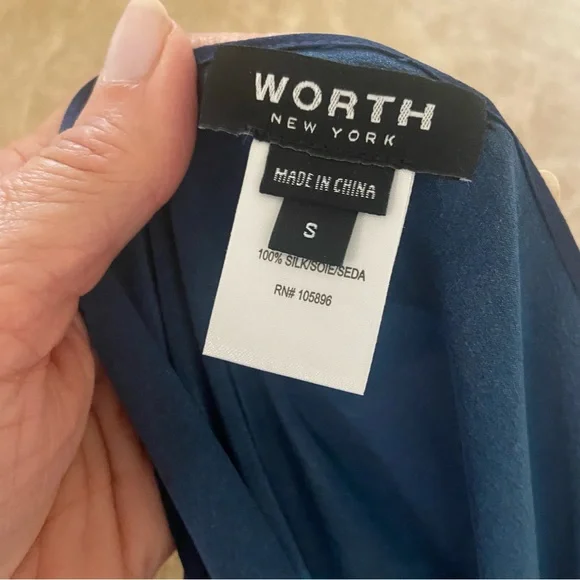 WORTH
NEW YORK
MADE IN CHINA
S
100% SILK/SOIE/SEDA
RN# 105896